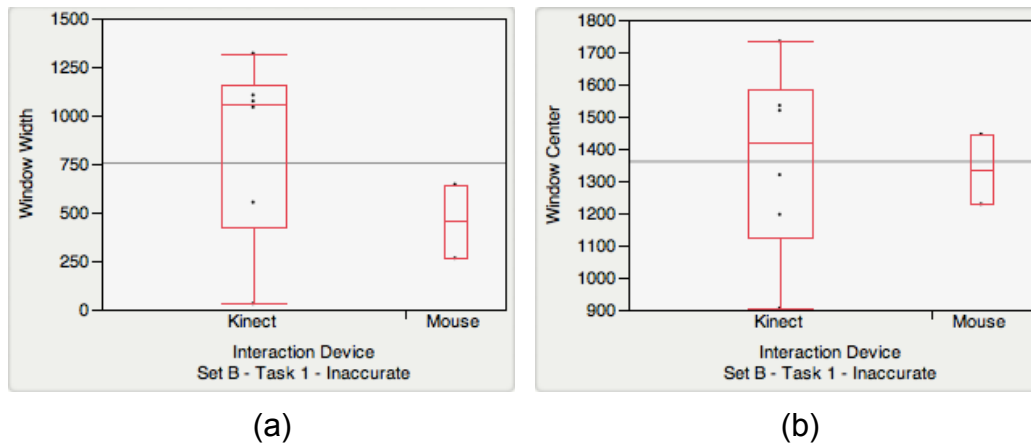 1500
1250
1000
750
500
250
0
Window Width
Kinect
Mouse
Interaction Device
Set B - Task 1 - Inaccurate
(a)
1800
1700
1600
1500
1400
1300
1200
1100
1000
900
Window Center
Kinect
Mouse
Interaction Device
Set B - Task 1 - Inaccurate
(b)